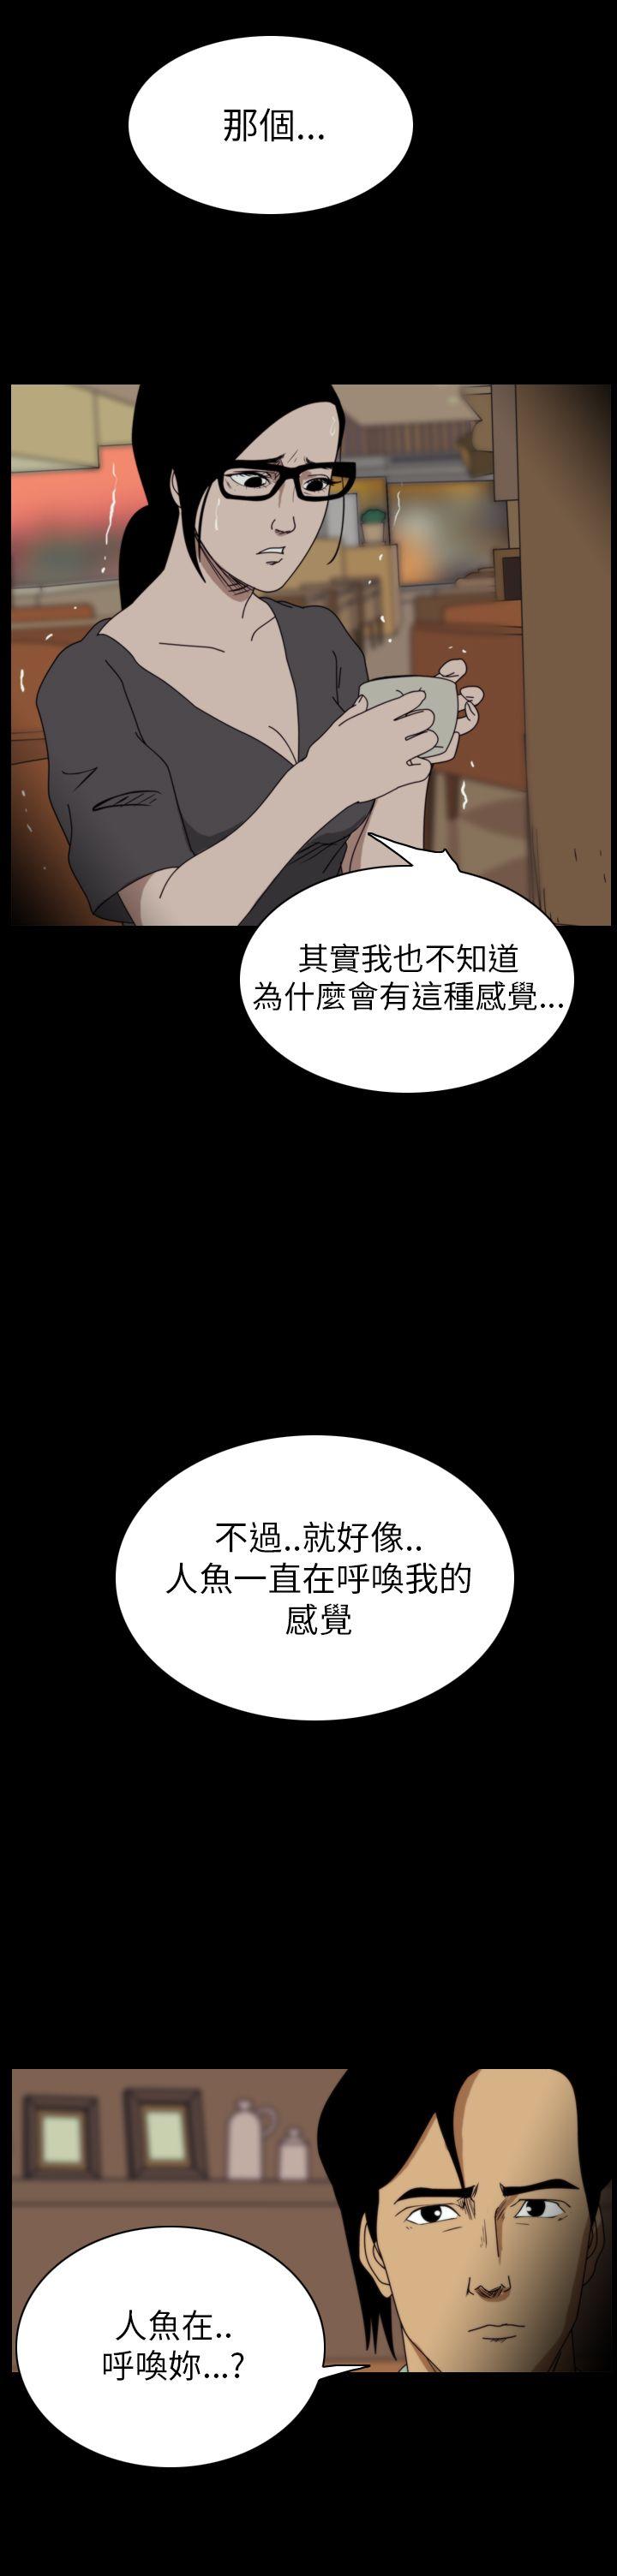 那個...
其實我也不知道
為什麼會有這種感覺...
不過..就好像..
人魚一直在呼喚我的
感覺
人魚在..
呼喚妳...?